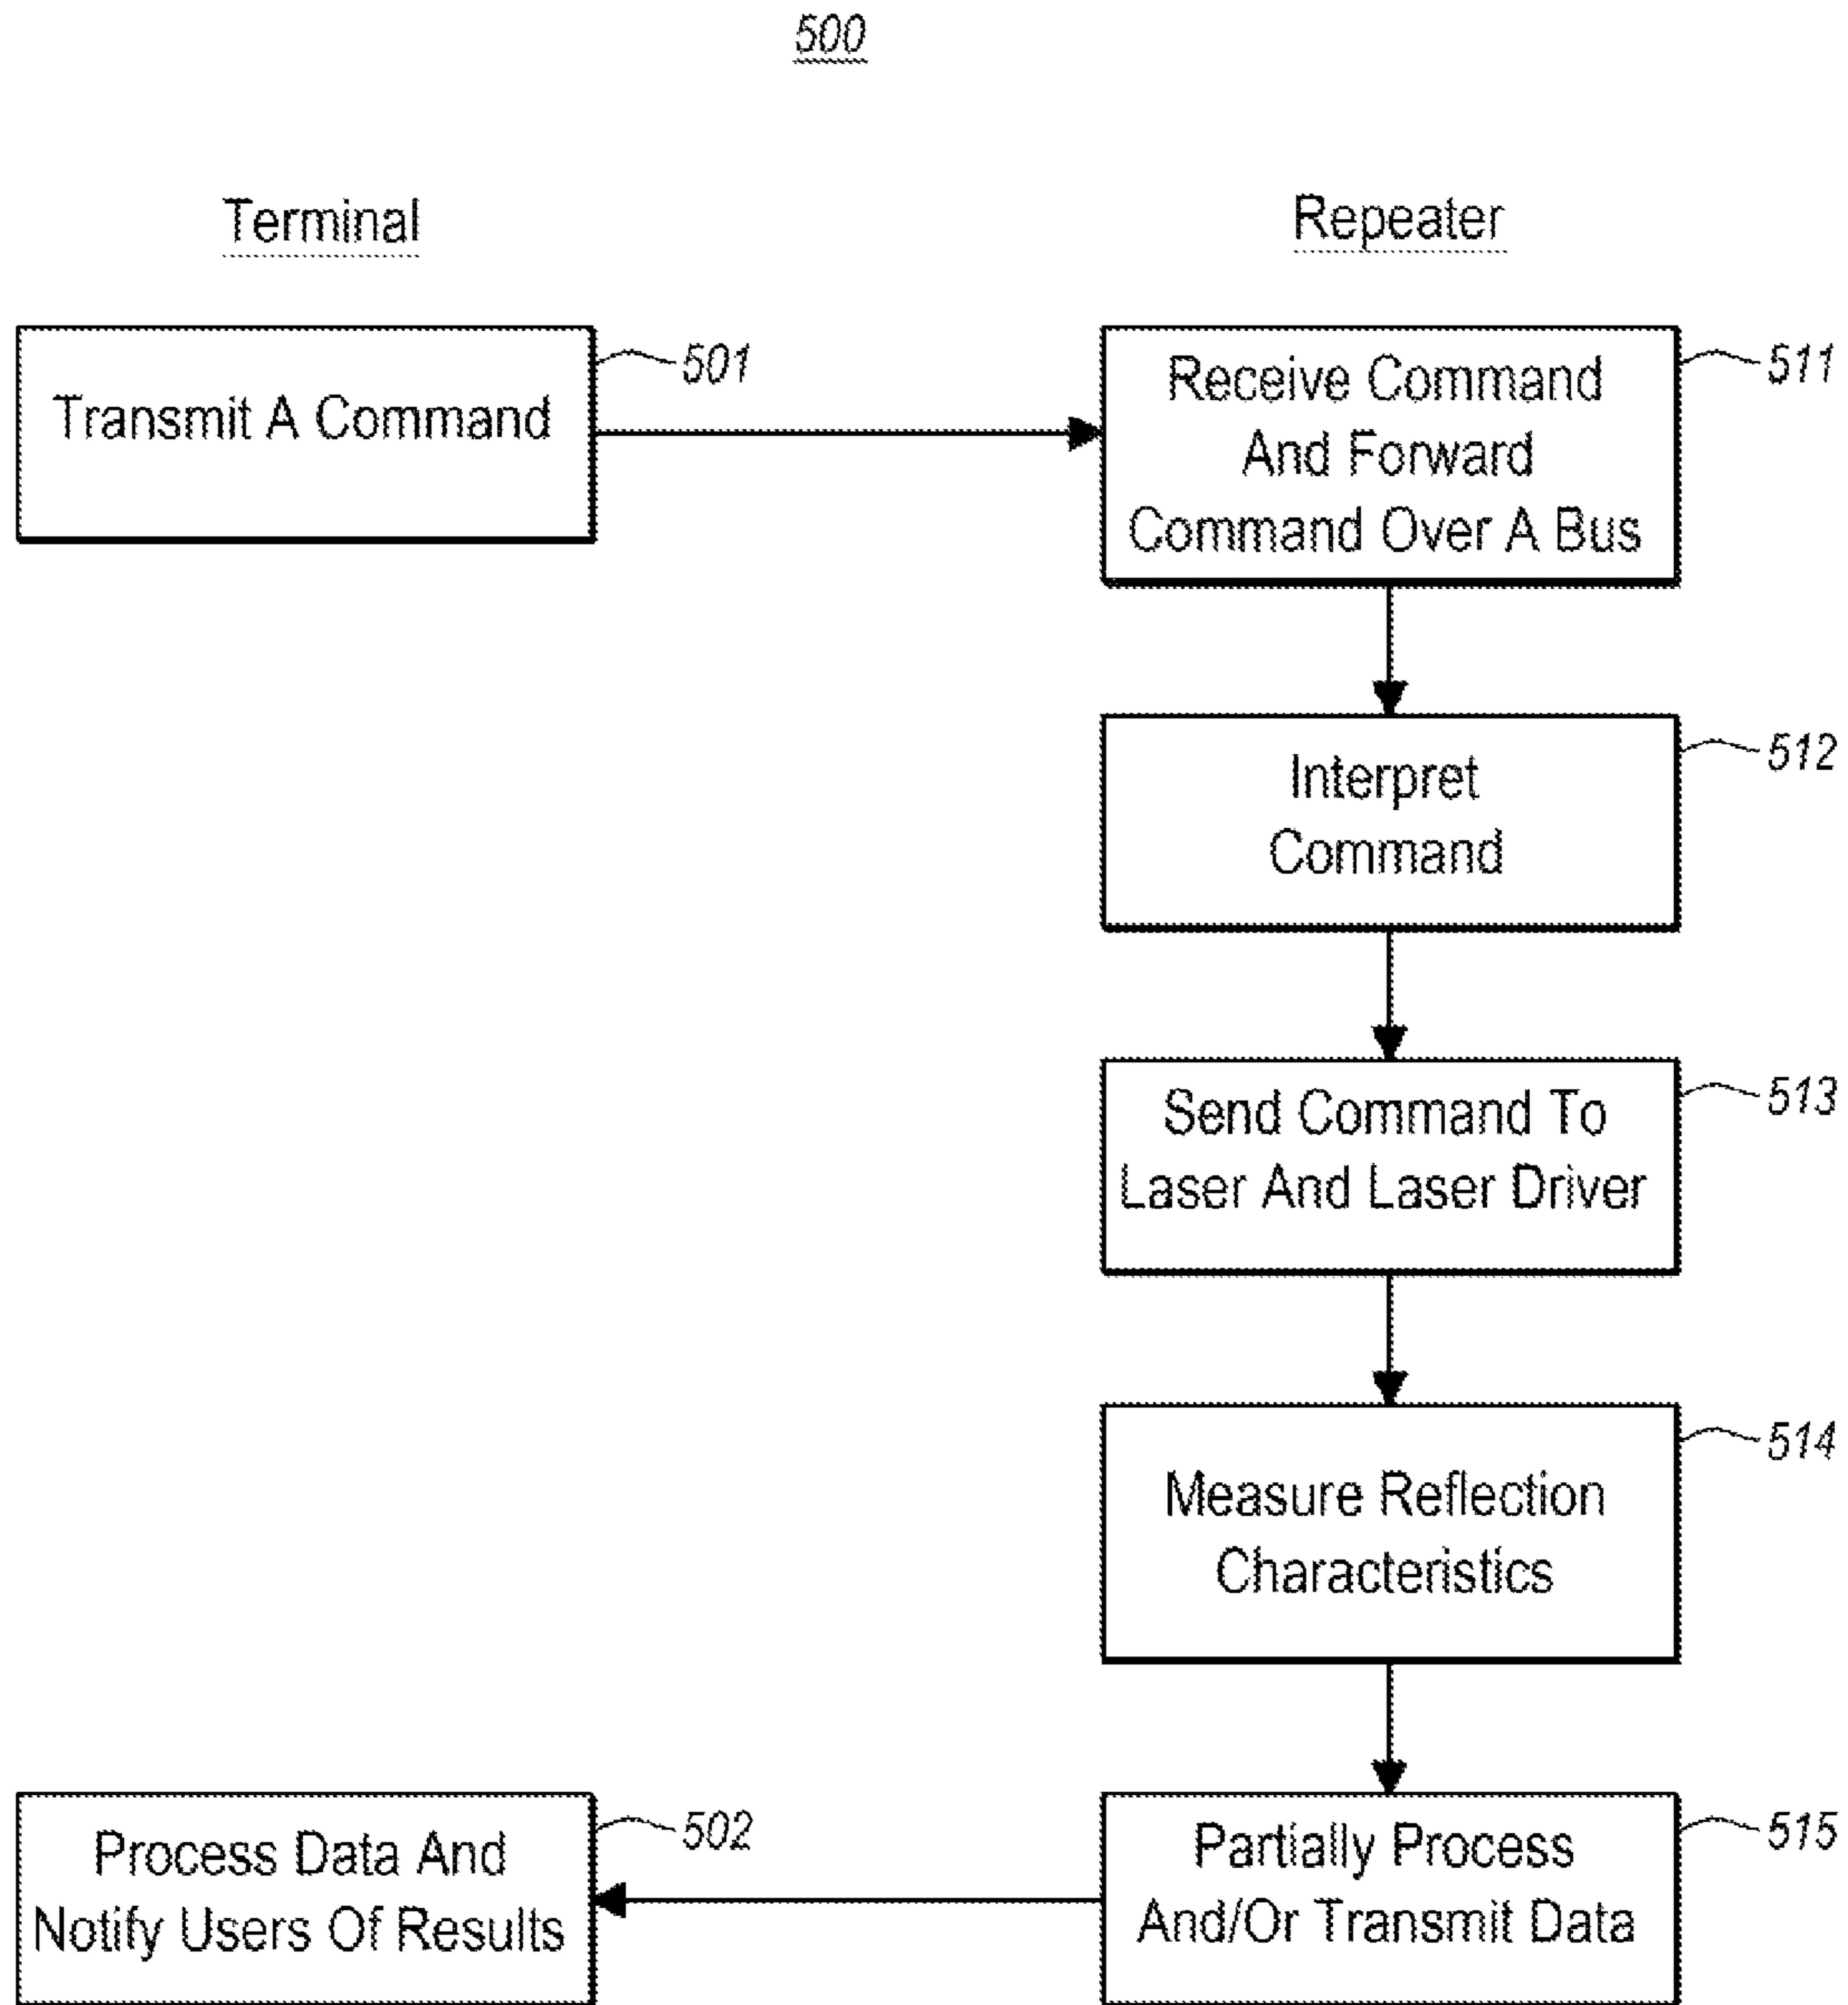 500
Terminal
Repeater
Transmit A Command
501
Receive Command
And Forward
Command Over A Bus
511
Interpret
Command
512
Send Command To
Laser And Laser Driver
513
Measure Reflection
Characteristics
514
Process Data And
Notify Users Of Results
502
Partially Process
And/Or Transmit Data
515